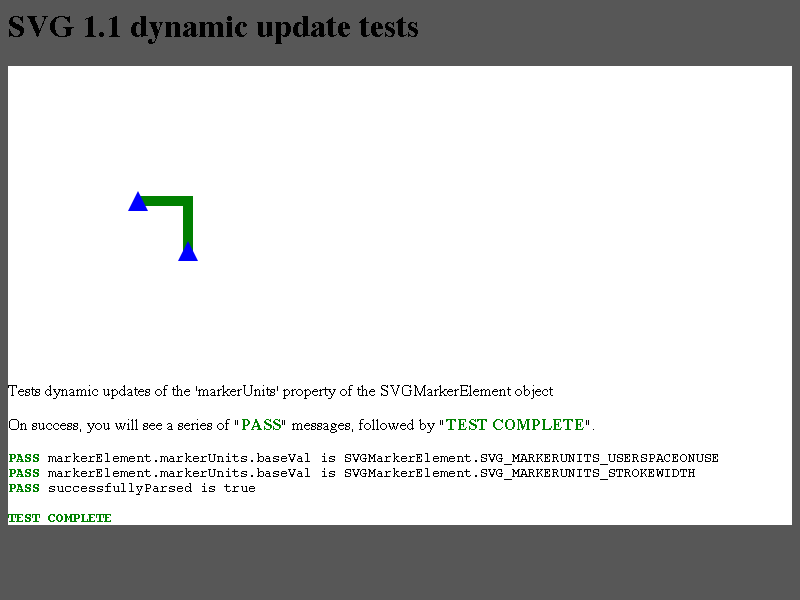 SVG 1.1 dynamic update tests
Tests dynamic updates of the 'markerUnits' property of the SVGMarkerElement object
On success, you will see a series of "PASS" messages, followed by "TEST COMPLETE".
PASS markerElement.markerUnits.baseVal is SVGMarkerElement.SVG_MARKERUNITS_USERSPACEONUSE
PASS markerElement.markerUnits.baseVal is SVGMarkerElement.SVG_MARKERUNITS_STROKEWIDTH
PASS successfullyParsed is true
TEST COMPLETE